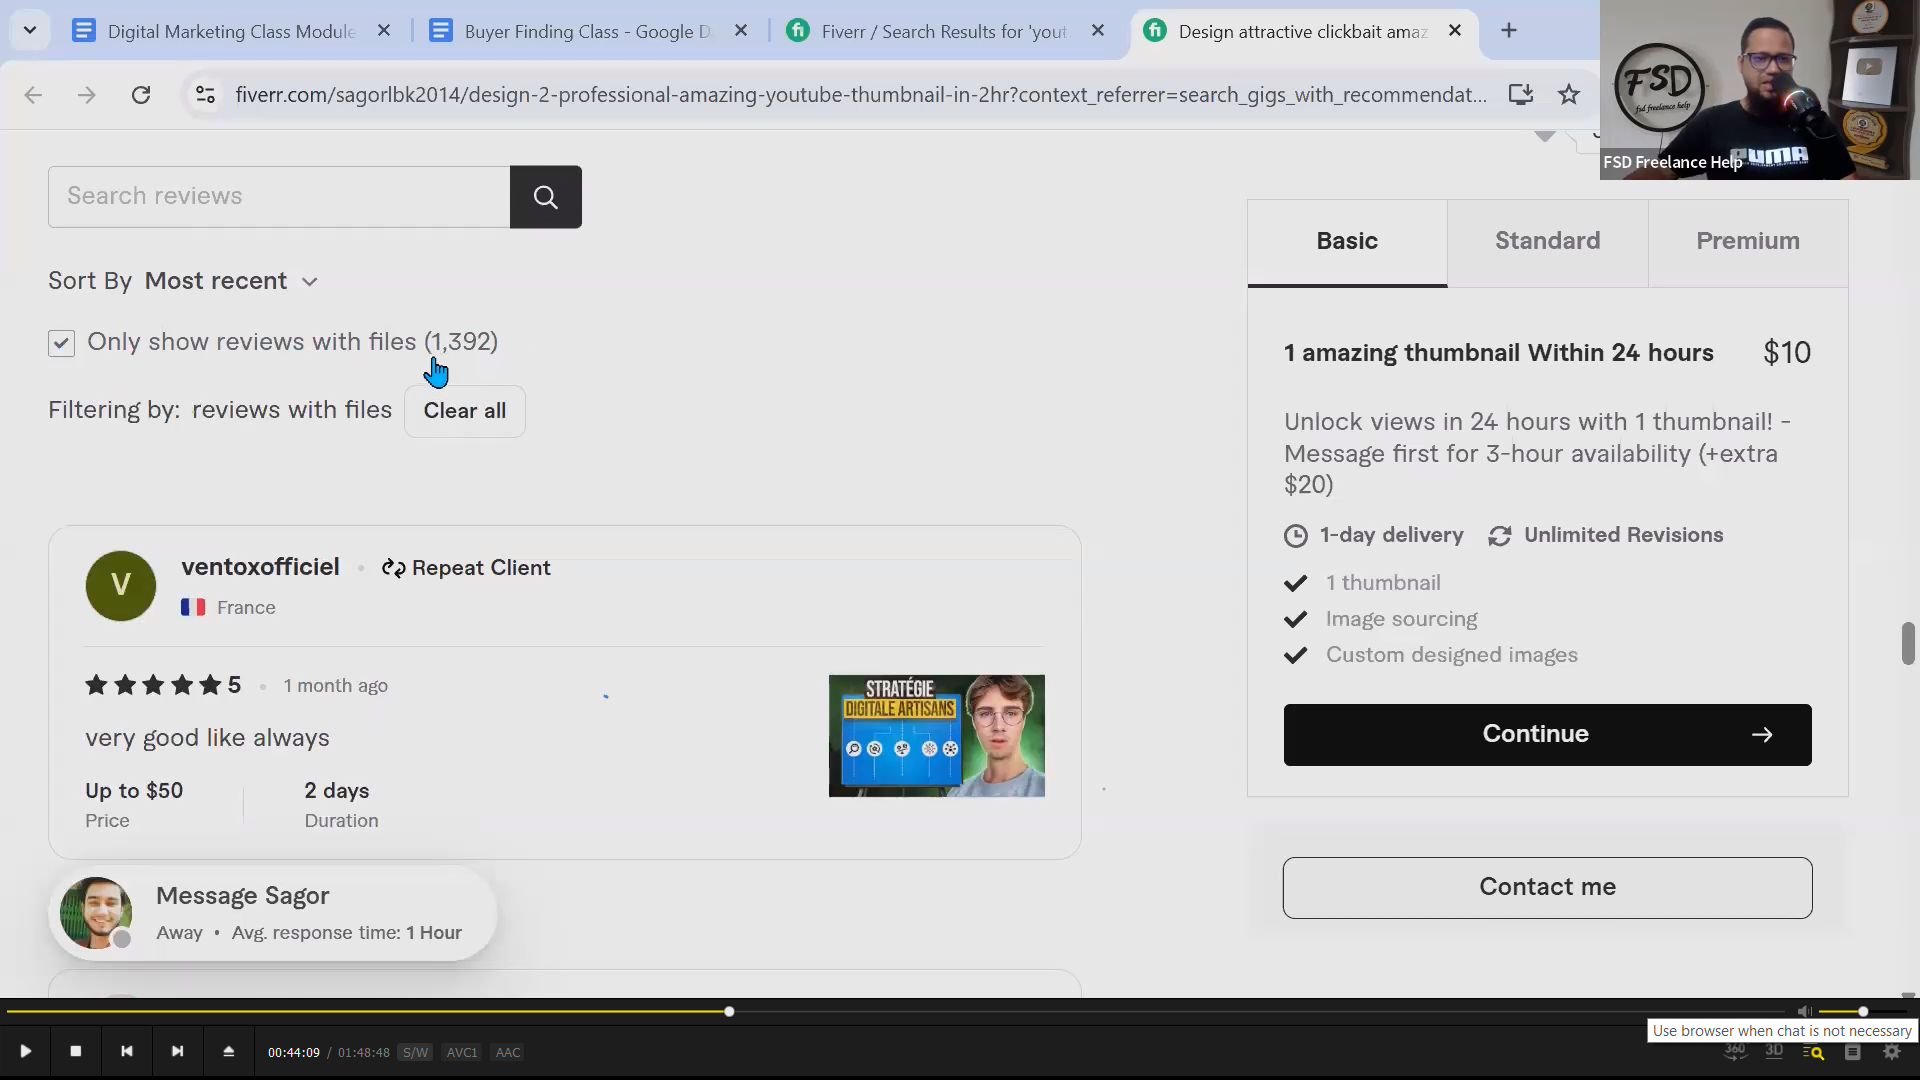 Digital Marketing Class Module
Buyer Finding Class - Google D
Fiverr / Search Results for 'yout
Design attractive clickbait amaz
fiverr.com/sagorlbk2014/design-2-professional-amazing-youtube-thumbnail-in-2hr?context_referrer=search_gigs_with_recommendat...
FSD
fsd freelance help
PUMA
FSD Freelance Help
Search reviews
Sort By Most recent
Only show reviews with files (1,392)
Filtering by: reviews with files
Clear all
V
ventoxofficiel
Repeat Client
France
5
1 month ago
very good like always
Up to $50
Price
2 days
Duration
STRATÉGIE
DIGITALE ARTISANS
Message Sagor
Away • Avg. response time: 1 Hour
Basic
Standard
Premium
1 amazing thumbnail Within 24 hours
$10
Unlock views in 24 hours with 1 thumbnail! -
Message first for 3-hour availability (+extra
$20)
1-day delivery
Unlimited Revisions
1 thumbnail
Image sourcing
Custom designed images
Continue
Contact me
Use browser when chat is not necessary
00:44:09 / 01:48:48
S/W
AVC1
AAC
360
3D